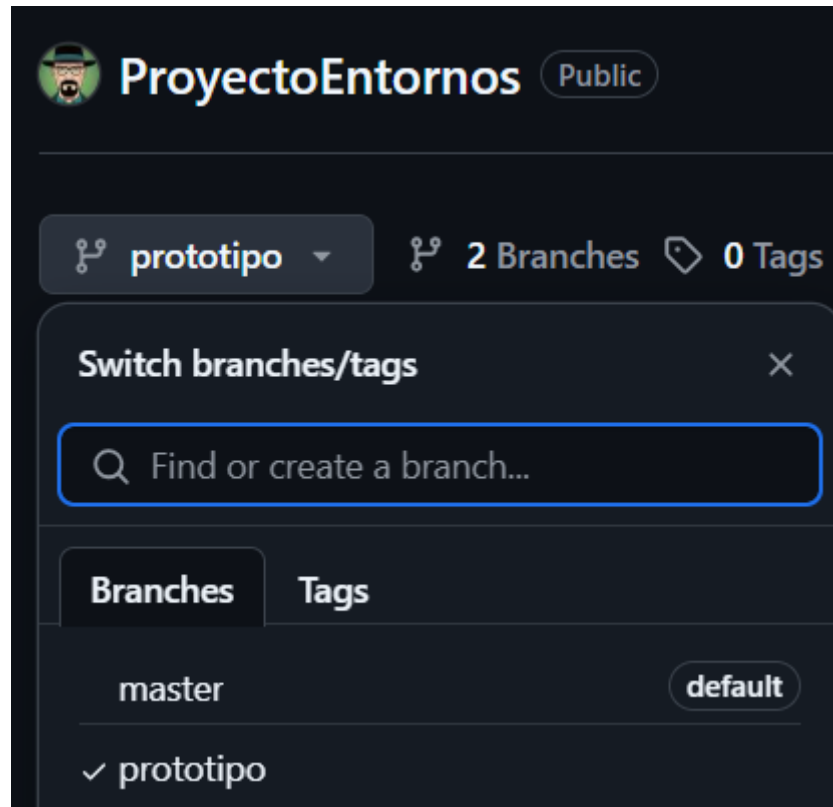 ProyectoEntornos Public
prototipo 2 Branches 0 Tags
Switch branches/tags
Find or create a branch...
Branches Tags
master default
prototipo